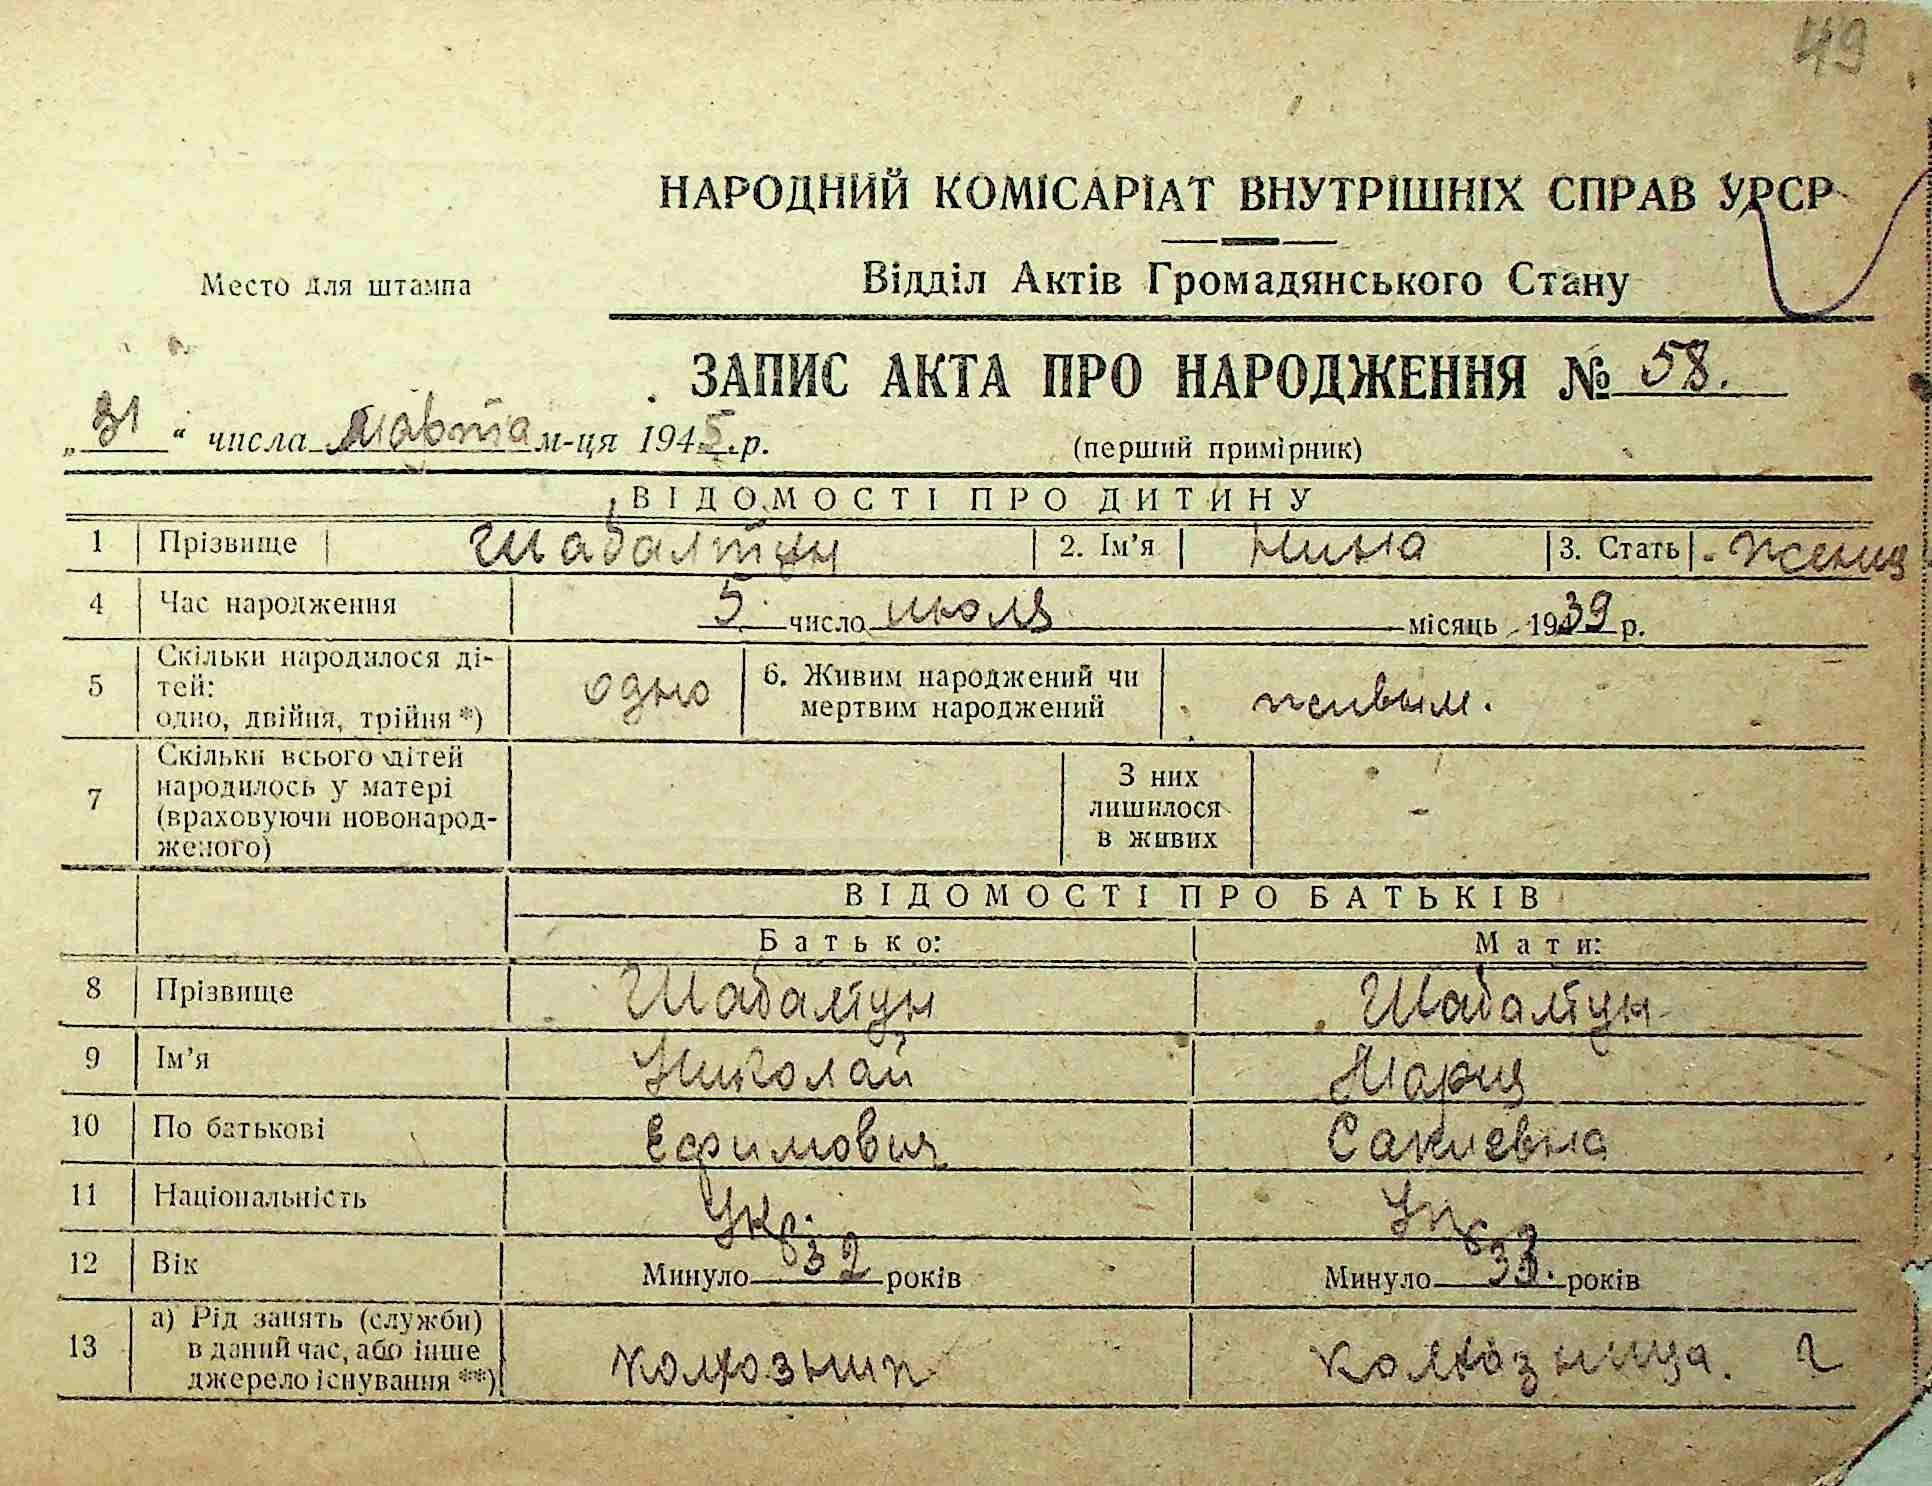 49
НАРОДНИЙ КОМІСАРІАТ ВНУТРІШНІХ СПРАВ УРСР
Место для штампа
Відділ Актів Громадянського Стану
ЗАПИС АКТА ПРО НАРОДЖЕННЯ № 58.
„31“ числа марта м-ця 1945.р.
(перший примірник)
ВІДОМОСТІ ПРО ДИТИНУ
1 Прізвище Шабалтун 2. Ім’я Нина 3. Стать женщ
4 Час народження 5 число июля місяць 1939 р.
5 Скільки народилося дітей: одно, двійня, трійня*) одно 6. Живим народжений чи мертвим народжений живым.
7 Скільки всього дітей народилось у матері (враховуючи новонародженого) З них лишилося в живих -
ВІДОМОСТІ ПРО БАТЬКІВ
Батько: Мати:
8 Прізвище Шабалтун Шабалтун
9 Ім’я Николай Мария
10 По батькові Ефимович
11 Національність Ук.
12 Вік Минуло 32 років Минуло 33. років
13 а) Рід занять (служби) в даний час, або інше джерело існування **) колхозник колхозница.